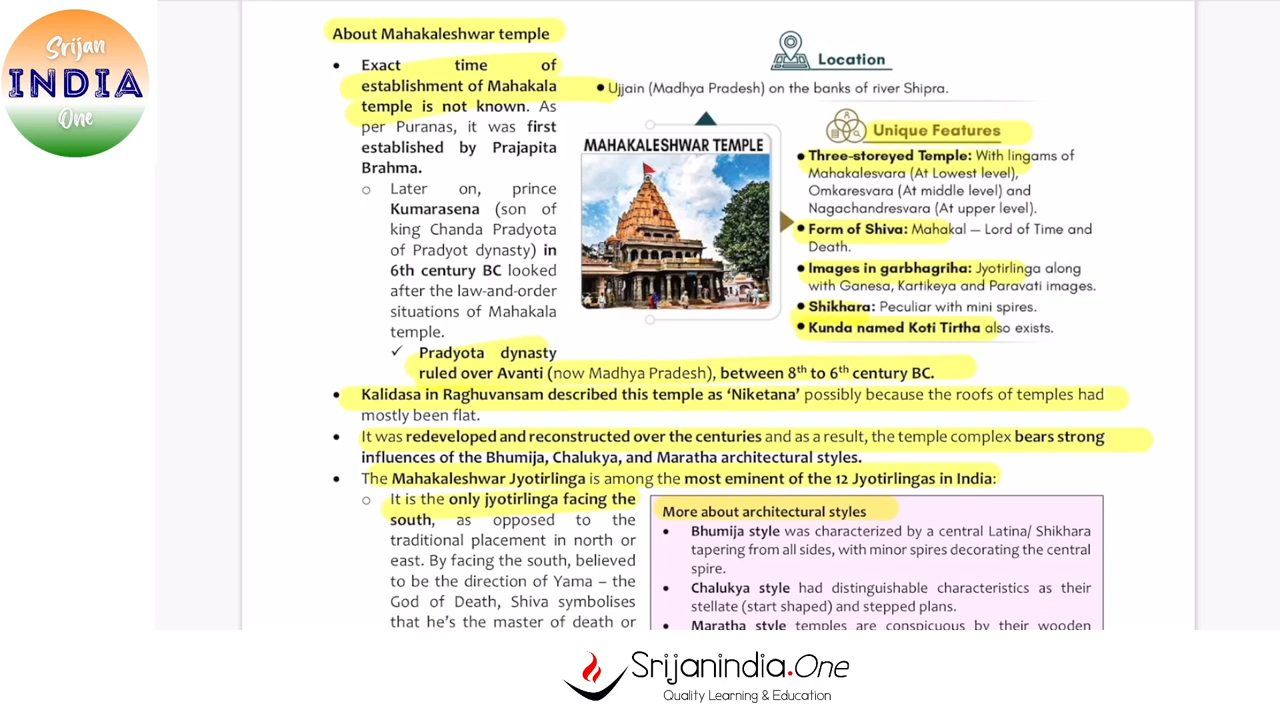 Srijan
INDIA
One
About Mahakaleshwar temple
• Exact time of
establishment of Mahakala
temple is not known. As
per Puranas, it was first
established by Prajapita
Brahma.
o Later on, prince
Kumarasena (son of
king Chanda Pradyota
of Pradyot dynasty) in
6th century BC looked
after the law-and-order
situations of Mahakala
temple.
✓ Pradyota dynasty
ruled over Avanti (now Madhya Pradesh), between 8th to 6th century BC.
Location
• Ujjain (Madhya Pradesh) on the banks of river Shipra.
MAHAKALESHWAR TEMPLE
Unique Features
• Three-storeyed Temple: With lingams of
Mahakalesvara (At Lowest level),
Omkaresvara (At middle level) and
Nagachandresvara (At upper level).
• Form of Shiva: Mahakal — Lord of Time and
Death.
• Images in garbhagriha: Jyotirlinga along
with Ganesa, Kartikeya and Paravati images.
• Shikhara: Peculiar with mini spires.
• Kunda named Koti Tirtha also exists.
• Kalidasa in Raghuvansam described this temple as ‘Niketana’ possibly because the roofs of temples had
mostly been flat.
• It was redeveloped and reconstructed over the centuries and as a result, the temple complex bears strong
influences of the Bhumija, Chalukya, and Maratha architectural styles.
• The Mahakaleshwar Jyotirlinga is among the most eminent of the 12 Jyotirlingas in India:
o It is the only jyotirlinga facing the
south, as opposed to the
traditional placement in north or
east. By facing the south, believed
to be the direction of Yama – the
God of Death, Shiva symbolises
that he's the master of death or
More about architectural styles
• Bhumija style was characterized by a central Latina/ Shikhara
tapering from all sides, with minor spires decorating the central
spire.
• Chalukya style had distinguishable characteristics as their
stellate (start shaped) and stepped plans.
• Maratha style temples are conspicuous by their wooden
Srijanindia.One
Quality Learning & Education